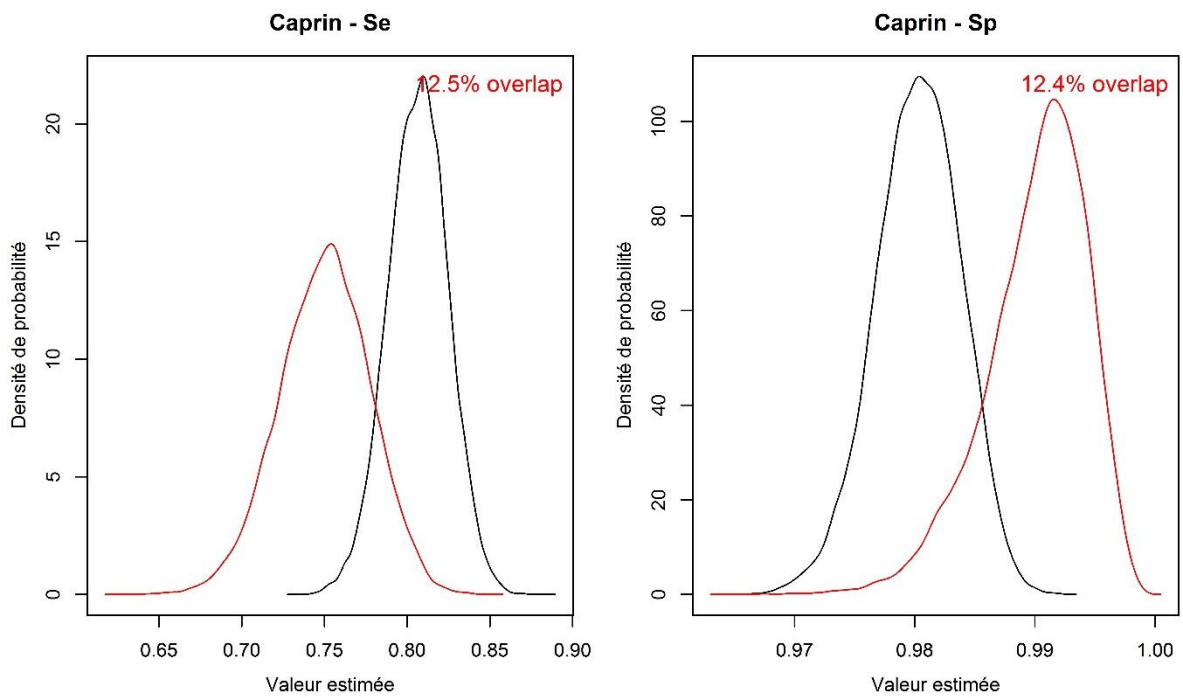 Caprin - Se
12.5% overlap
Densité de probabilité
20
15
10
5
0
0.65 0.70 0.75 0.80 0.85 0.90
Valeur estimée
Caprin - Sp
12.4% overlap
Densité de probabilité
100
80
60
40
20
0
0.97 0.98 0.99 1.00
Valeur estimée